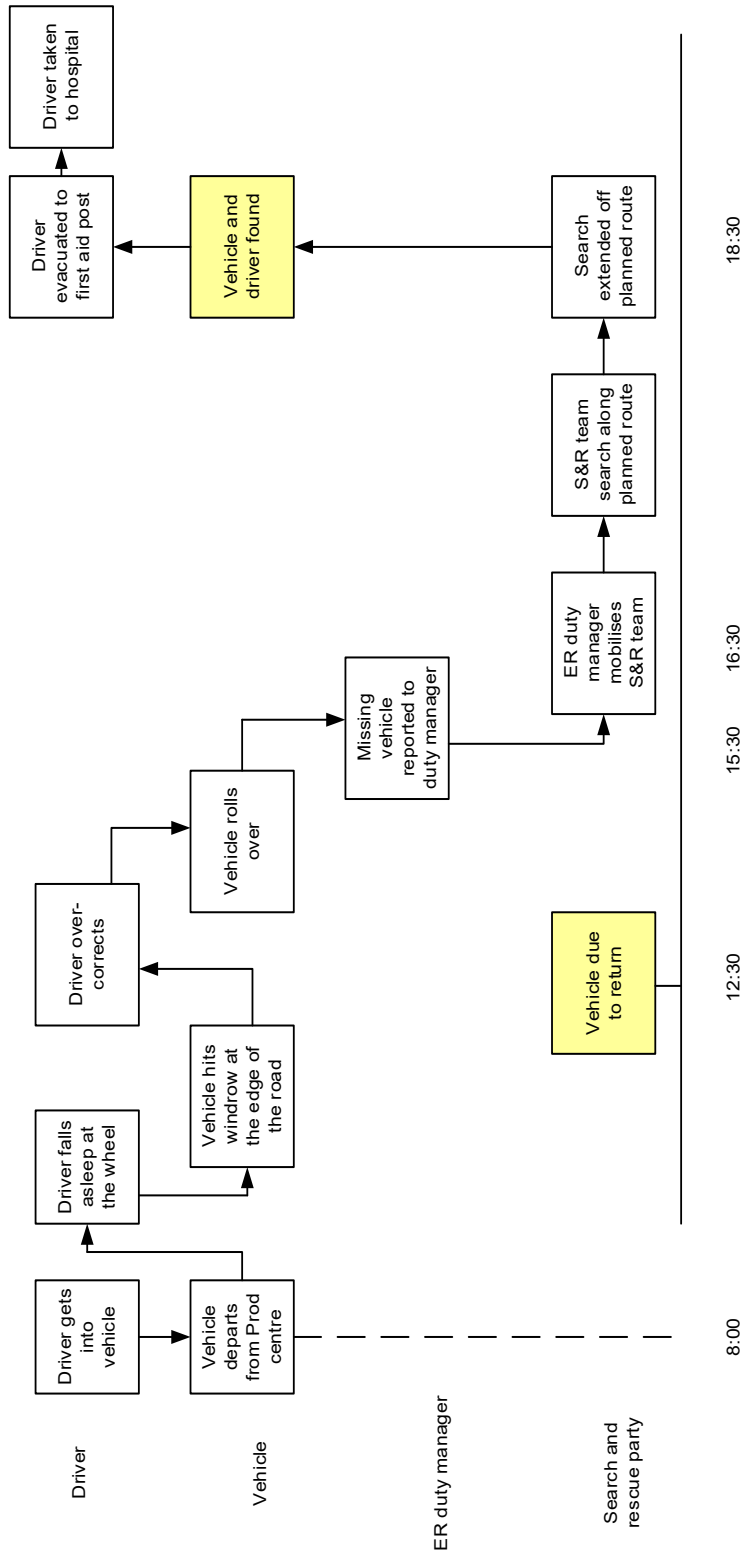 Driver
Driver gets
into
vehicle
Driver falls
asleep at
the wheel
Driver over-
corrects
Driver
evacuated to
first aid post
Driver taken
to hospital
Vehicle
Vehicle
departs
from Prod
centre
Vehicle hits
windrow at
the edge of
the road
Vehicle rolls
over
Vehicle and
driver found
ER duty manager
Missing
vehicle
reported to
duty manager
Search and
rescue party
Vehicle due
to return
ER duty
manager
mobilises
S&R team
S&R team
search along
planned route
Search
extended off
planned route
8:00
12:30
15:30
16:30
18:30